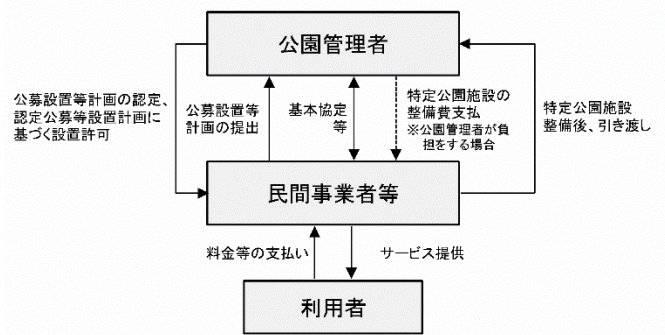 公園管理者
公募設置等計画の認定、
認定公募等設置計画に
基づく設置許可
公募設置等
計画の提出
基本協定
等
特定公園施設の
整備費支払
※公園管理者が負
担をする場合
特定公園施設
整備後、引き渡し
民間事業者等
料金等の支払い
サービス提供
利用者